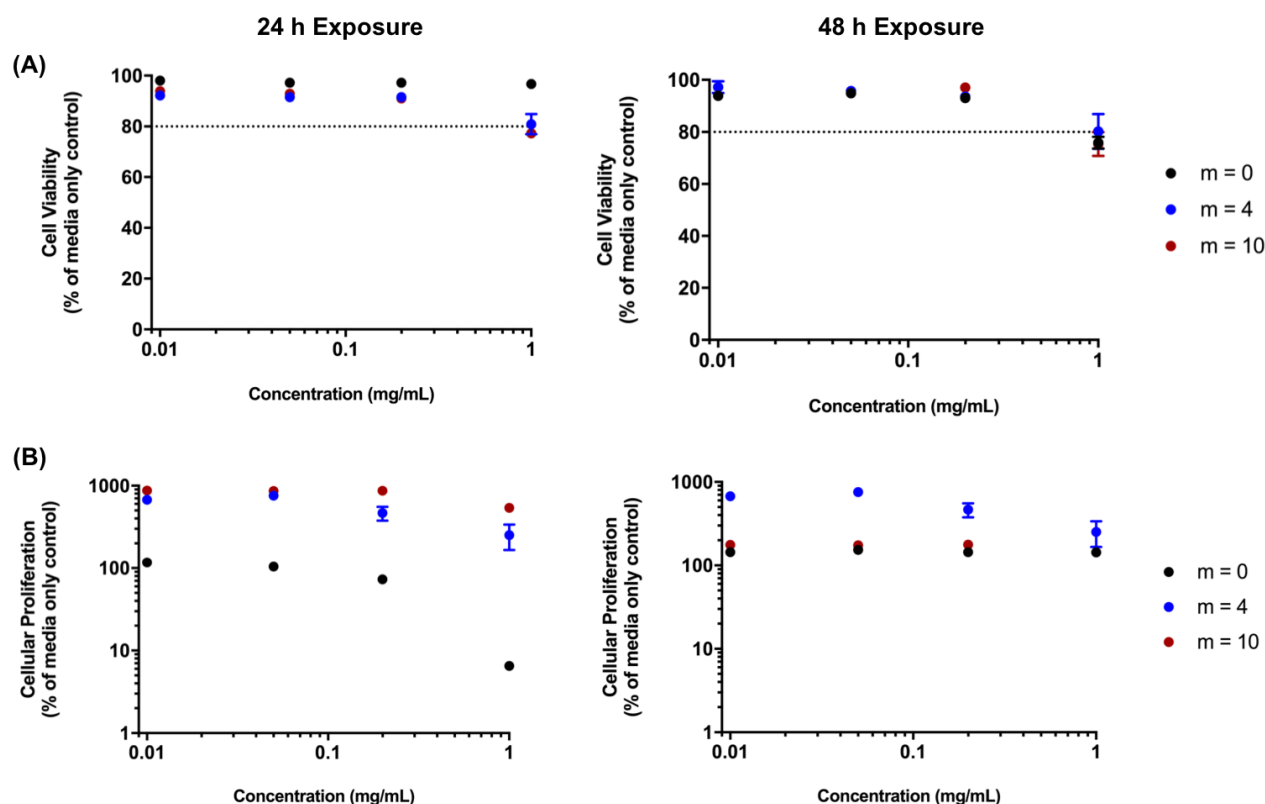 24 h Exposure
48 h Exposure
(A)
Cell Viability
(% of media only control)
100
80
60
40
20
0
0.01
0.1
1
Concentration (mg/mL)
Cell Viability
(% of media only control)
100
80
60
40
20
0
0.01
0.1
1
Concentration (mg/mL)
m = 0
m = 4
m = 10
(B)
Cellular Proliferation
(% of media only control)
1000
100
10
1
0.01
0.1
1
Concentration (mg/mL)
Cellular Proliferation
(% of media only control)
1000
100
10
1
0.01
0.1
1
Concentration (mg/mL)
m = 0
m = 4
m = 10